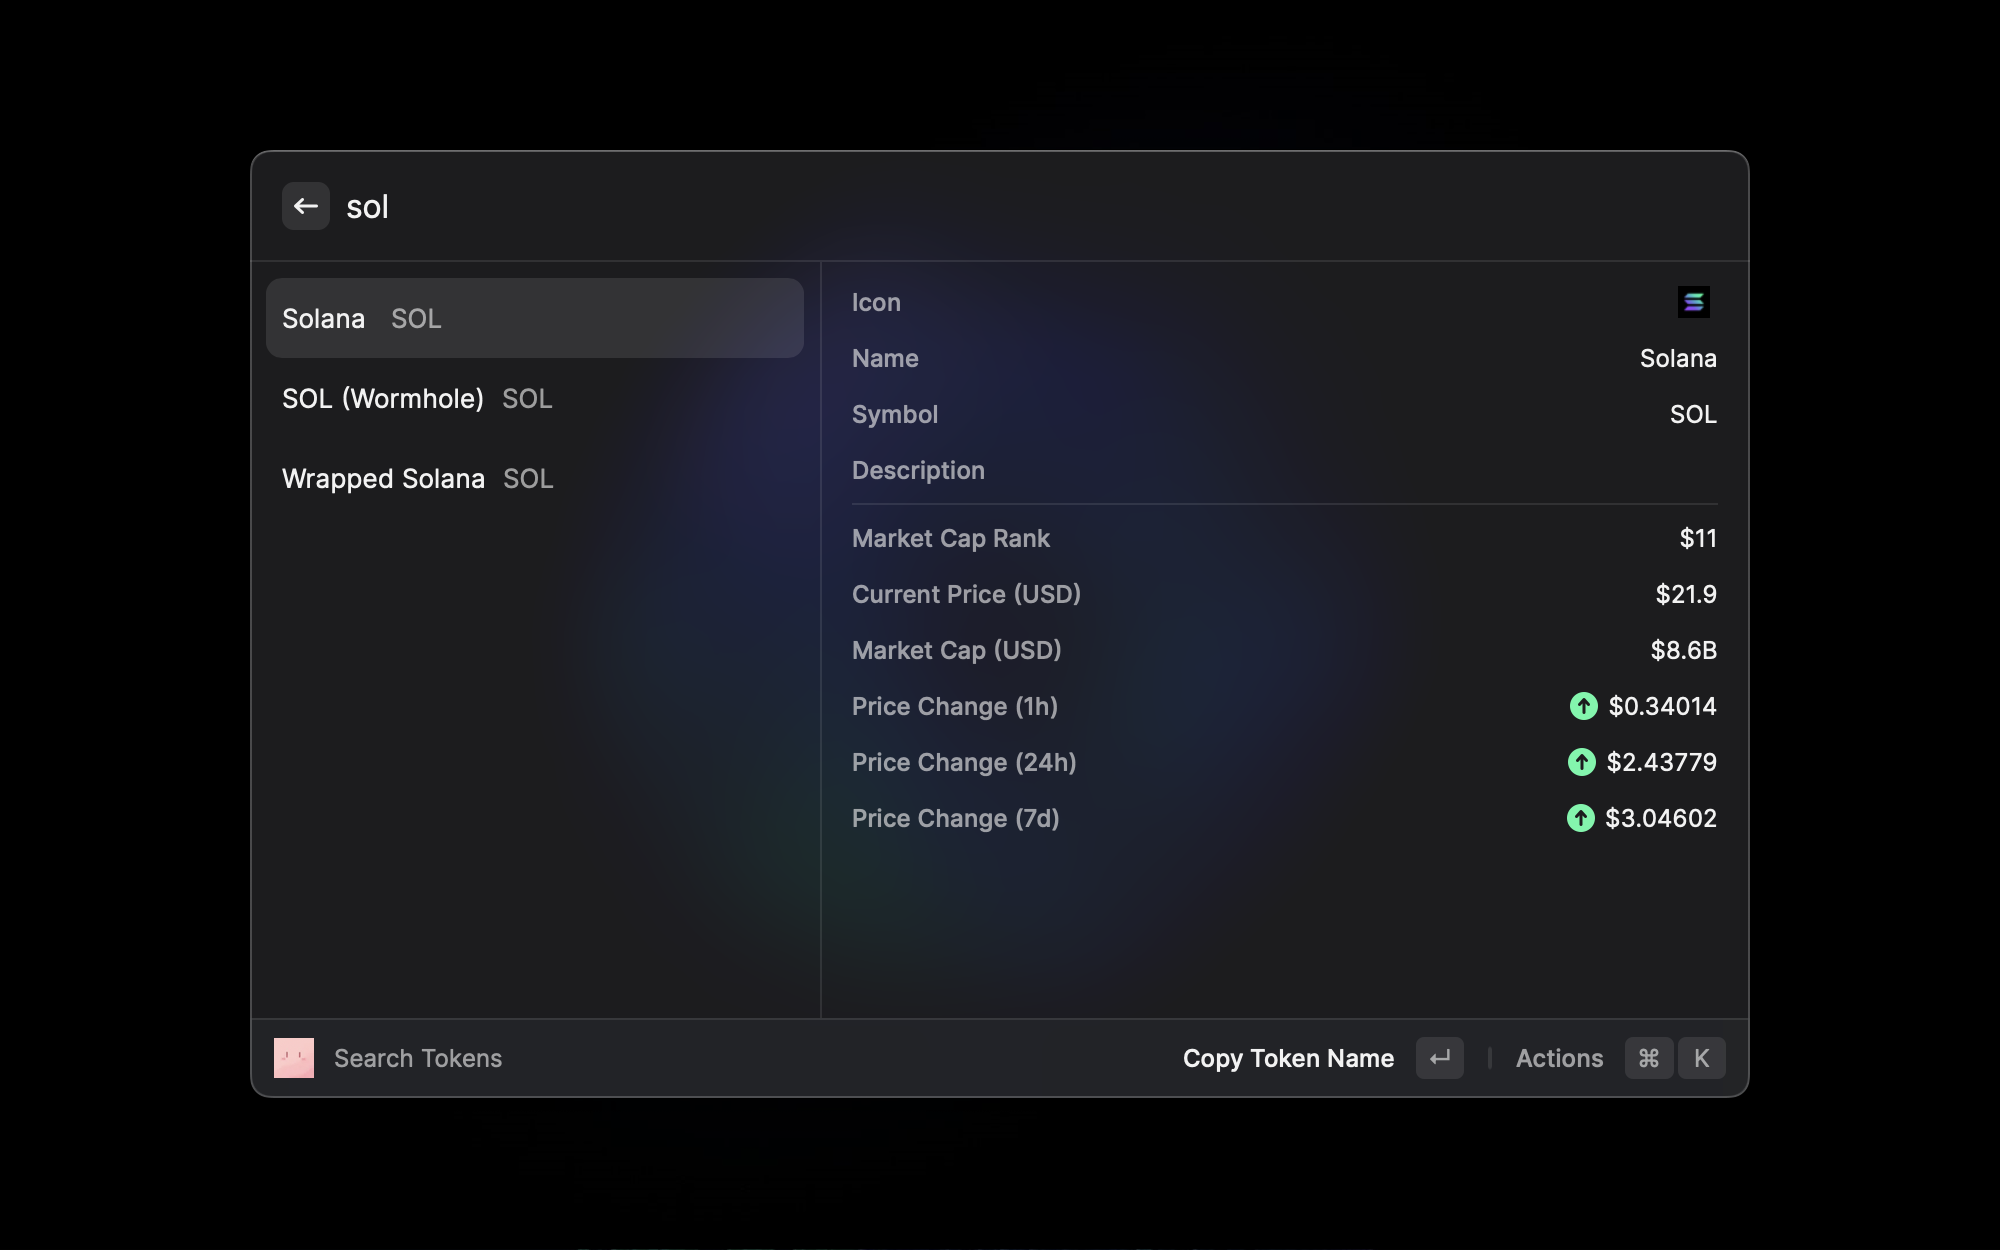 sol
Solana SOL
SOL (Wormhole) SOL
Wrapped Solana SOL
Icon
Name Solana
Symbol SOL
Description
Market Cap Rank $11
Current Price (USD) $21.9
Market Cap (USD) $8.6B
Price Change (1h) $0.34014
Price Change (24h) $2.43779
Price Change (7d) $3.04602
Search Tokens Copy Token Name ↵ Actions ⌘ K